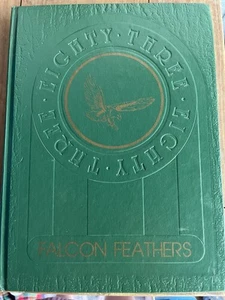 EIGHTY · THREE · EIGHTY · THREE ·
FALCON FEATHERS